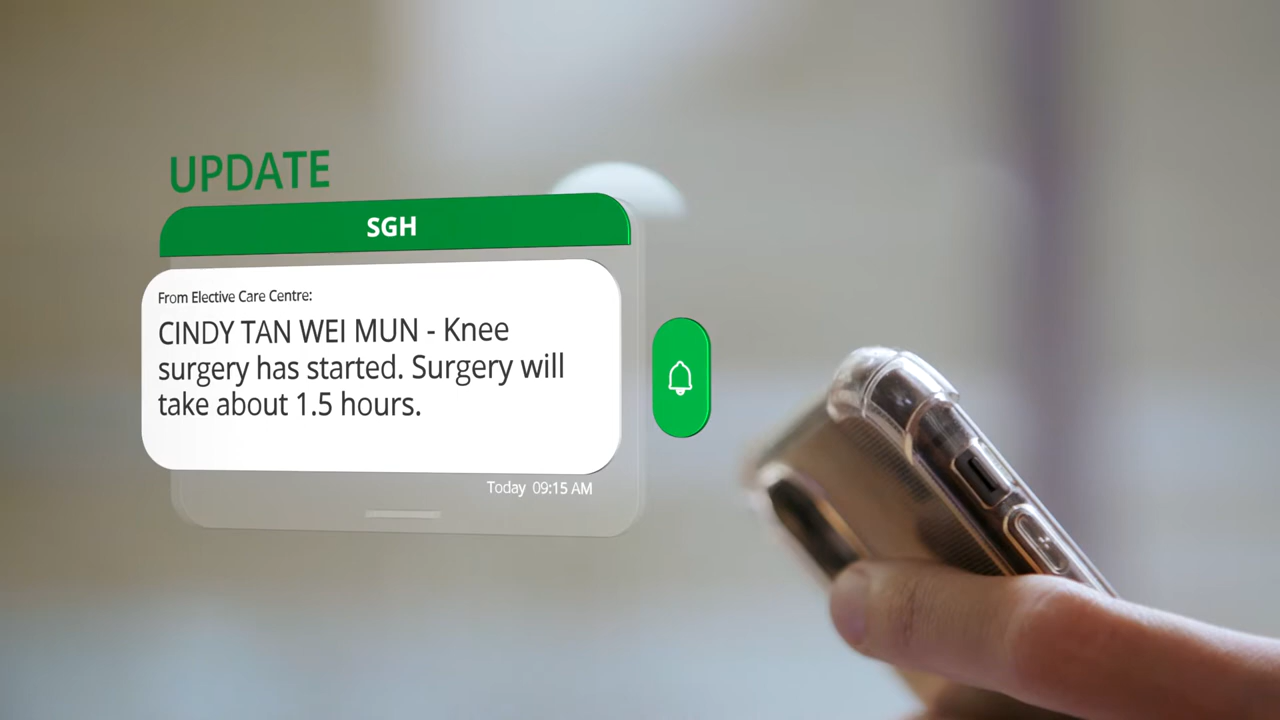 UPDATE
SGH
From Elective Care Centre:
CINDY TAN WEI MUN - Knee
surgery has started. Surgery will
take about 1.5 hours.
Today 09:15 AM